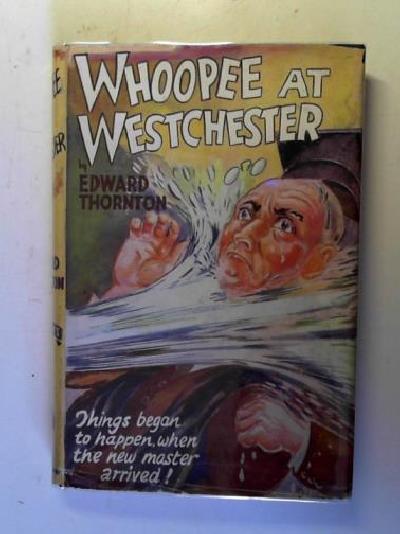 WHOOPEE AT
WESTCHESTER
by
EDWARD
THORNTON
Things began
to happen, when
the new master
arrived!